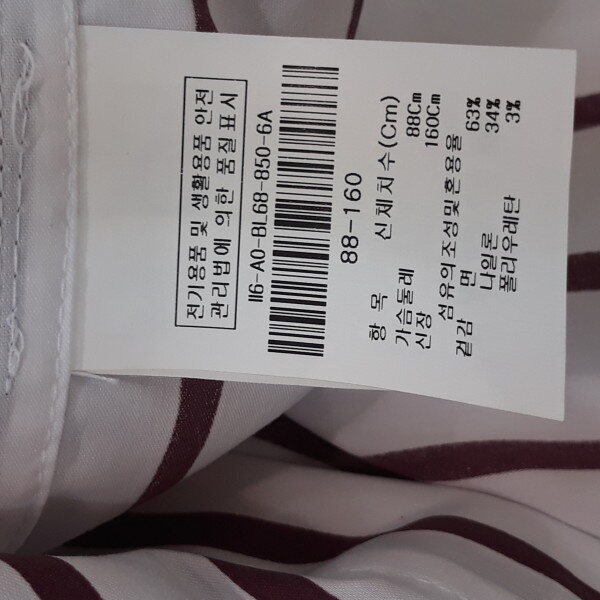 전기용품 및 생활용품 안전
관리법에 의한 품질표시
II6-A0-BL68-850-6A
88-160
항 목 신체치수(Cm)
가슴둘레 88Cm
신장 160Cm
섬유의조성및혼용율
겉감 면 63%
나일론 34%
폴리우레탄 3%